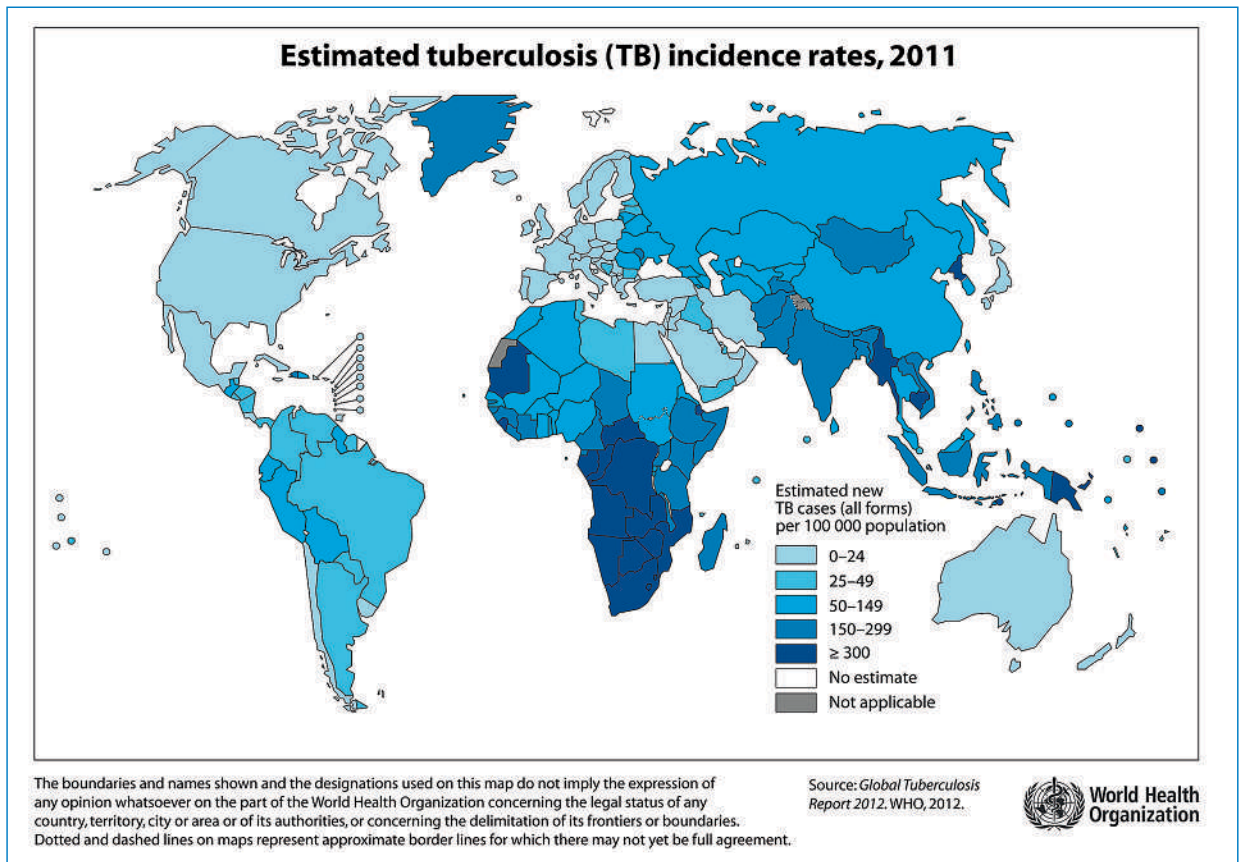 Estimated tuberculosis (TB) incidence rates, 2011
Estimated new
TB cases (all forms)
per 100 000 population
0–24
25–49
50–149
150–299
≥ 300
No estimate
Not applicable
The boundaries and names shown and the designations used on this map do not imply the expression of
any opinion whatsoever on the part of the World Health Organization concerning the legal status of any
country, territory, city or area or of its authorities, or concerning the delimitation of its frontiers or boundaries.
Dotted and dashed lines on maps represent approximate border lines for which there may not yet be full agreement.
Source: Global Tuberculosis
Report 2012. WHO, 2012.
World Health
Organization